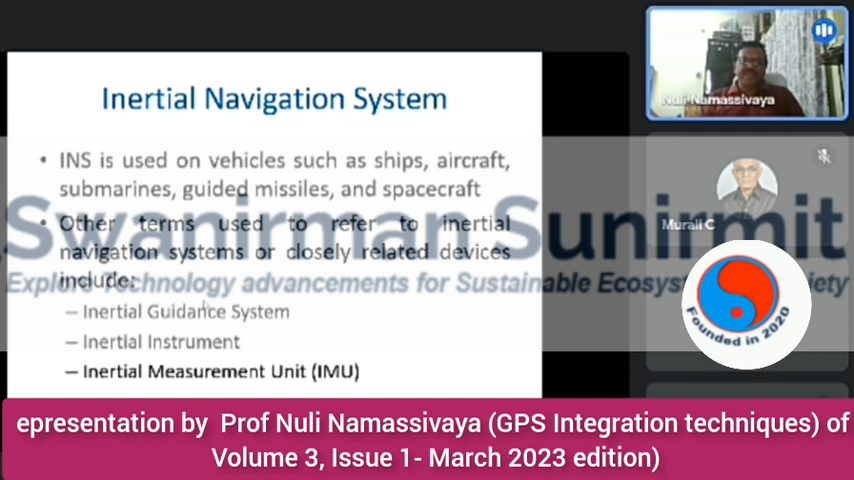 Inertial Navigation System
• INS is used on vehicles such as ships, aircraft,
submarines, guided missiles, and spacecraft
• Other terms used to refer to inertial
navigation systems or closely related devices
include:
– Inertial Guidance System
– Inertial Instrument
– Inertial Measurement Unit (IMU)
Swanirman Sunirmit
Explore Technology advancements for Sustainable Ecosys ety
Nuli Namassivaya
Murali C
Founded in 2020
epresentation by Prof Nuli Namassivaya (GPS Integration techniques) of
Volume 3, Issue 1- March 2023 edition)